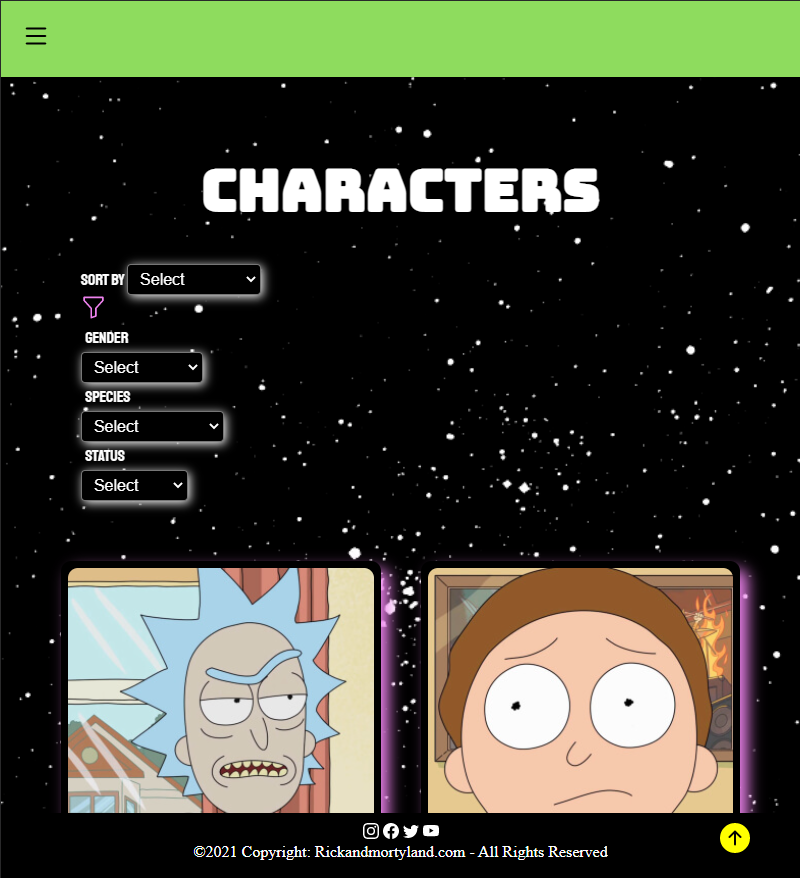 CHARACTERS
SORT BY Select
GENDER
Select
SPECIES
Select
STATUS
Select
©2021 Copyright: Rickandmortyland.com - All Rights Reserved